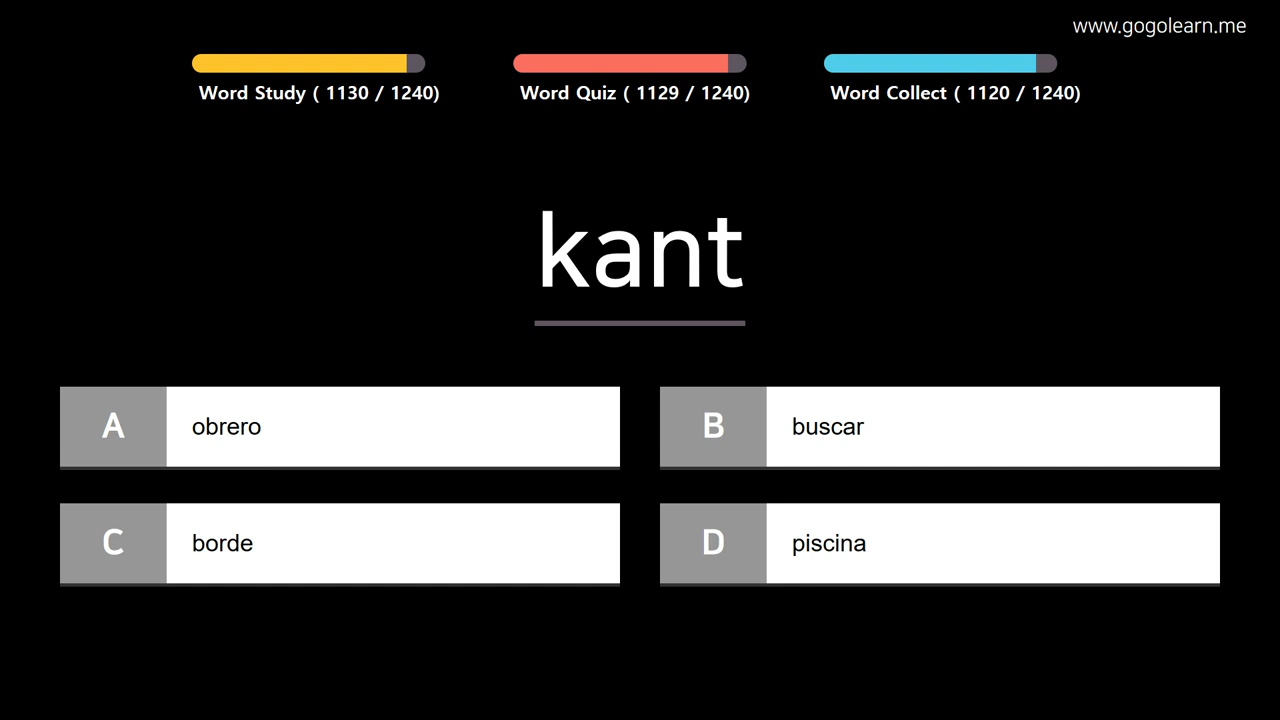 www.gogolearn.me
Word Study ( 1130 / 1240)
Word Quiz ( 1129 / 1240)
Word Collect ( 1120 / 1240)
kant
A obrero
B buscar
C borde
D piscina